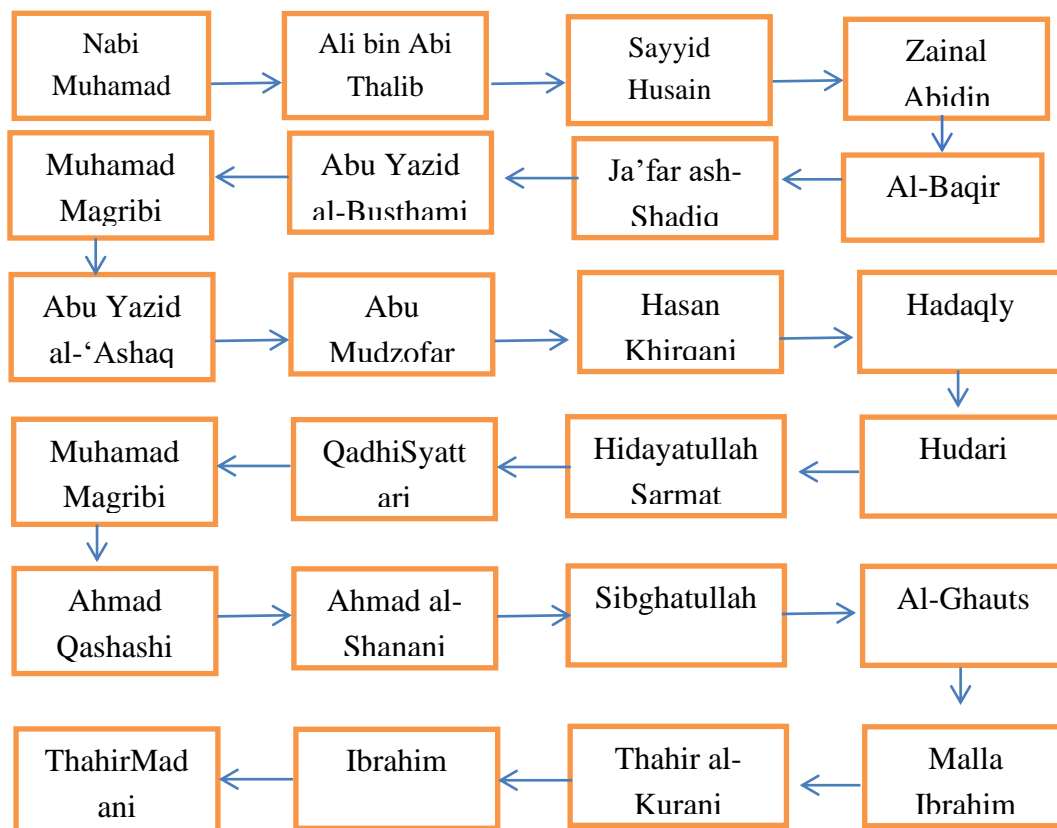 Nabi
Muhamad
Ali bin Abi
Thalib
Sayyid
Husain
Zainal
Abidin
Muhamad
Magribi
Abu Yazid
al-Busthami
Ja’far ash-
Shadiq
Al-Baqir
Abu Yazid
al-‘Ashaq
Abu
Mudzofar
Hasan
Khirqani
Hadaqly
Muhamad
Magribi
QadhiSyatt
ari
Hidayatullah
Sarmat
Hudari
Ahmad
Qashashi
Ahmad al-
Shanani
Sibghatullah
Al-Ghauts
ThahirMad
ani
Ibrahim
Thahir al-
Kurani
Malla
Ibrahim